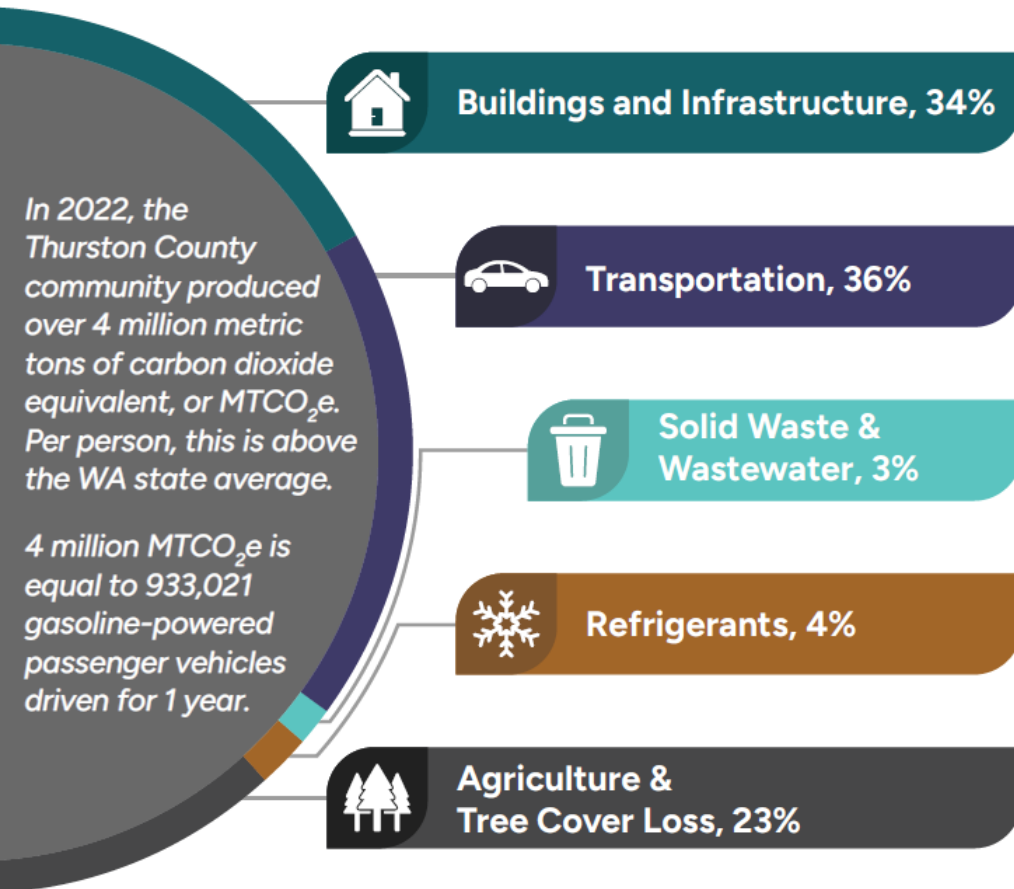 Buildings and Infrastructure, 34%
In 2022, the
Thurston County
community produced
over 4 million metric
tons of carbon dioxide
equivalent, or MTCO₂e.
Per person, this is above
the WA state average.
4 million MTCO₂e is
equal to 933,021
gasoline-powered
passenger vehicles
driven for 1 year.
Transportation, 36%
Solid Waste &
Wastewater, 3%
Refrigerants, 4%
Agriculture &
Tree Cover Loss, 23%